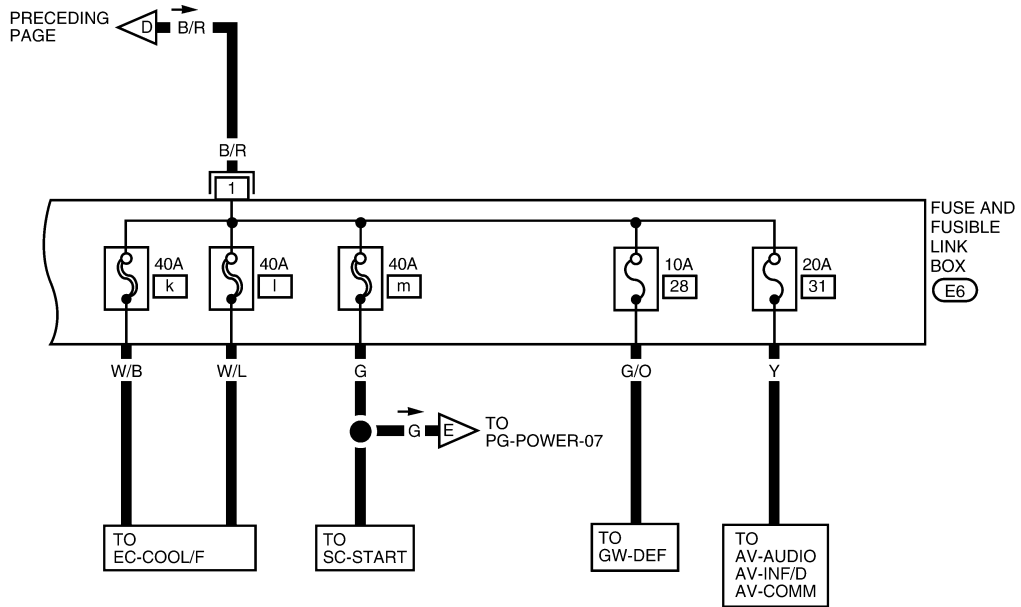 PRECEDING
PAGE
D
B/R
B/R
1
FUSE AND
FUSIBLE
LINK
BOX
E6
40A
k
40A
l
40A
m
10A
28
20A
31
W/B
W/L
G
G/O
Y
G
E
TO
PG-POWER-07
TO
EC-COOL/F
TO
SC-START
TO
GW-DEF
TO
AV-AUDIO
AV-INF/D
AV-COMM